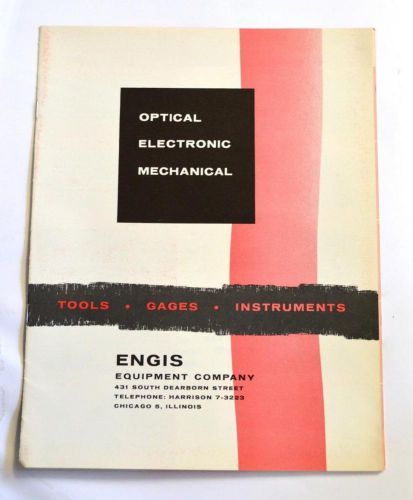 OPTICAL
ELECTRONIC
MECHANICAL
TOOLS • GAGES • INSTRUMENTS
ENGIS
EQUIPMENT COMPANY
431 SOUTH DEARBORN STREET
TELEPHONE: HARRISON 7-3223
CHICAGO 5, ILLINOIS